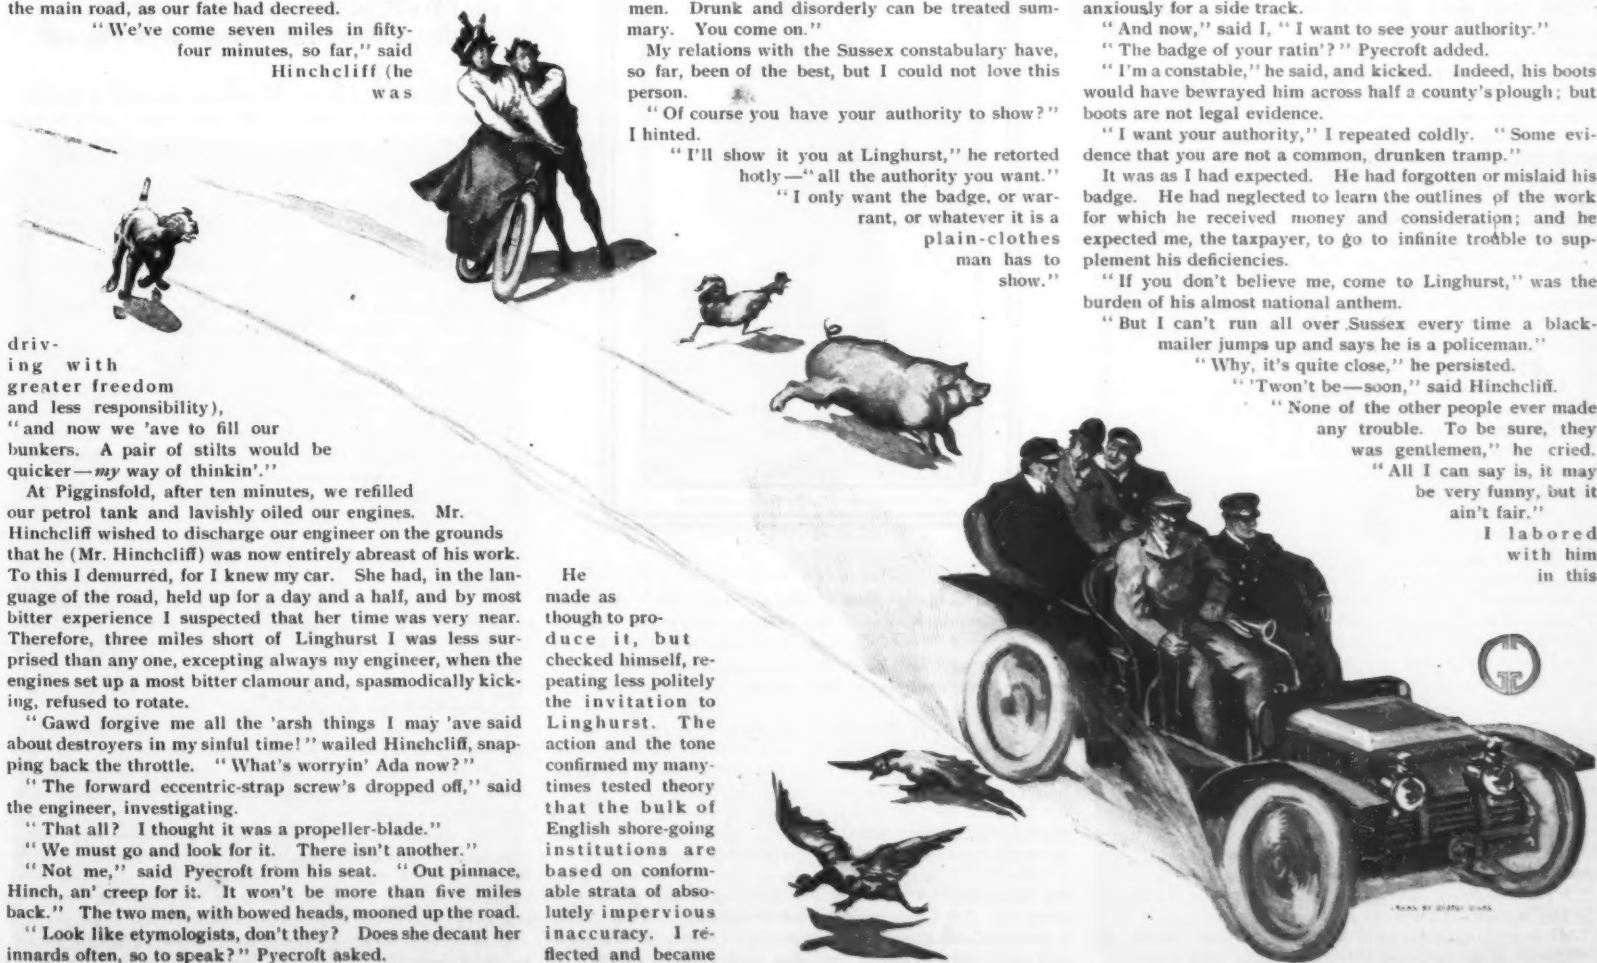 the main road, as our fate had decreed.
"We've come seven miles in fifty-
four minutes, so far," said
Hinchcliff (he
was
driv-
ing with
greater freedom
and less responsibility),
"and now we 'ave to fill our
bunkers. A pair of stilts would be
quicker—my way of thinkin'."
At Pigginsfold, after ten minutes, we refilled
our petrol tank and lavishly oiled our engines. Mr.
Hinchcliff wished to discharge our engineer on the grounds
that he (Mr. Hinchcliff) was now entirely abreast of his work.
To this I demurred, for I knew my car. She had, in the lan-
guage of the road, held up for a day and a half, and by most
bitter experience I suspected that her time was very near.
Therefore, three miles short of Linghurst I was less sur-
prised than any one, excepting always my engineer, when the
engines set up a most bitter clamour and, spasmodically kick-
ing, refused to rotate.
"Gawd forgive me all the 'arsh things I may 'ave said
about destroyers in my sinful time!" wailed Hinchcliff, snap-
ping back the throttle. "What's worryin' Ada now?"
"The forward eccentric-strap screw's dropped off," said
the engineer, investigating.
"That all? I thought it was a propeller-blade."
"We must go and look for it. There isn't another."
"Not me," said Pyecroft from his seat. "Out pinnace,
Hinch, an' creep for it. It won't be more than five miles
back." The two men, with bowed heads, mooned up the road.
"Look like etymologists, don't they? Does she decant her
innards often, so to speak?" Pyecroft asked.
men. Drunk and disorderly can be treated sum-
mary. You come on."
My relations with the Sussex constabulary have,
so far, been of the best, but I could not love this
person.
"Of course you have your authority to show?"
I hinted.
"I'll show it you at Linghurst," he retorted
hotly—"all the authority you want."
"I only want the badge, or war-
rant, or whatever it is a
plain-clothes
man has to
show."
He
made as
though to pro-
duce it, but
checked himself, re-
peating less politely
the invitation to
Linghurst. The
action and the tone
confirmed my many-
times tested theory
that the bulk of
English shore-going
institutions are
based on conform-
able strata of abso-
lutely impervious
inaccuracy. I re-
flected and became
anxiously for a side track.
"And now," said I, "I want to see your authority."
"The badge of your ratin'?" Pyecroft added.
"I'm a constable," he said, and kicked. Indeed, his boots
would have bewrayed him across half a county's plough; but
boots are not legal evidence.
"I want your authority," I repeated coldly. "Some evi-
dence that you are not a common, drunken tramp."
It was as I had expected. He had forgotten or mislaid his
badge. He had neglected to learn the outlines of the work
for which he received money and consideration; and he
expected me, the taxpayer, to go to infinite trouble to sup-
plement his deficiencies.
"If you don't believe me, come to Linghurst," was the
burden of his almost national anthem.
"But I can't run all over Sussex every time a black-
mailer jumps up and says he is a policeman."
"Why, it's quite close," he persisted.
"'Twon't be—soon," said Hinchcliff.
"None of the other people ever made
any trouble. To be sure, they
was gentlemen," he cried.
"All I can say is, it may
be very funny, but it
ain't fair."
I labored
with him
in this